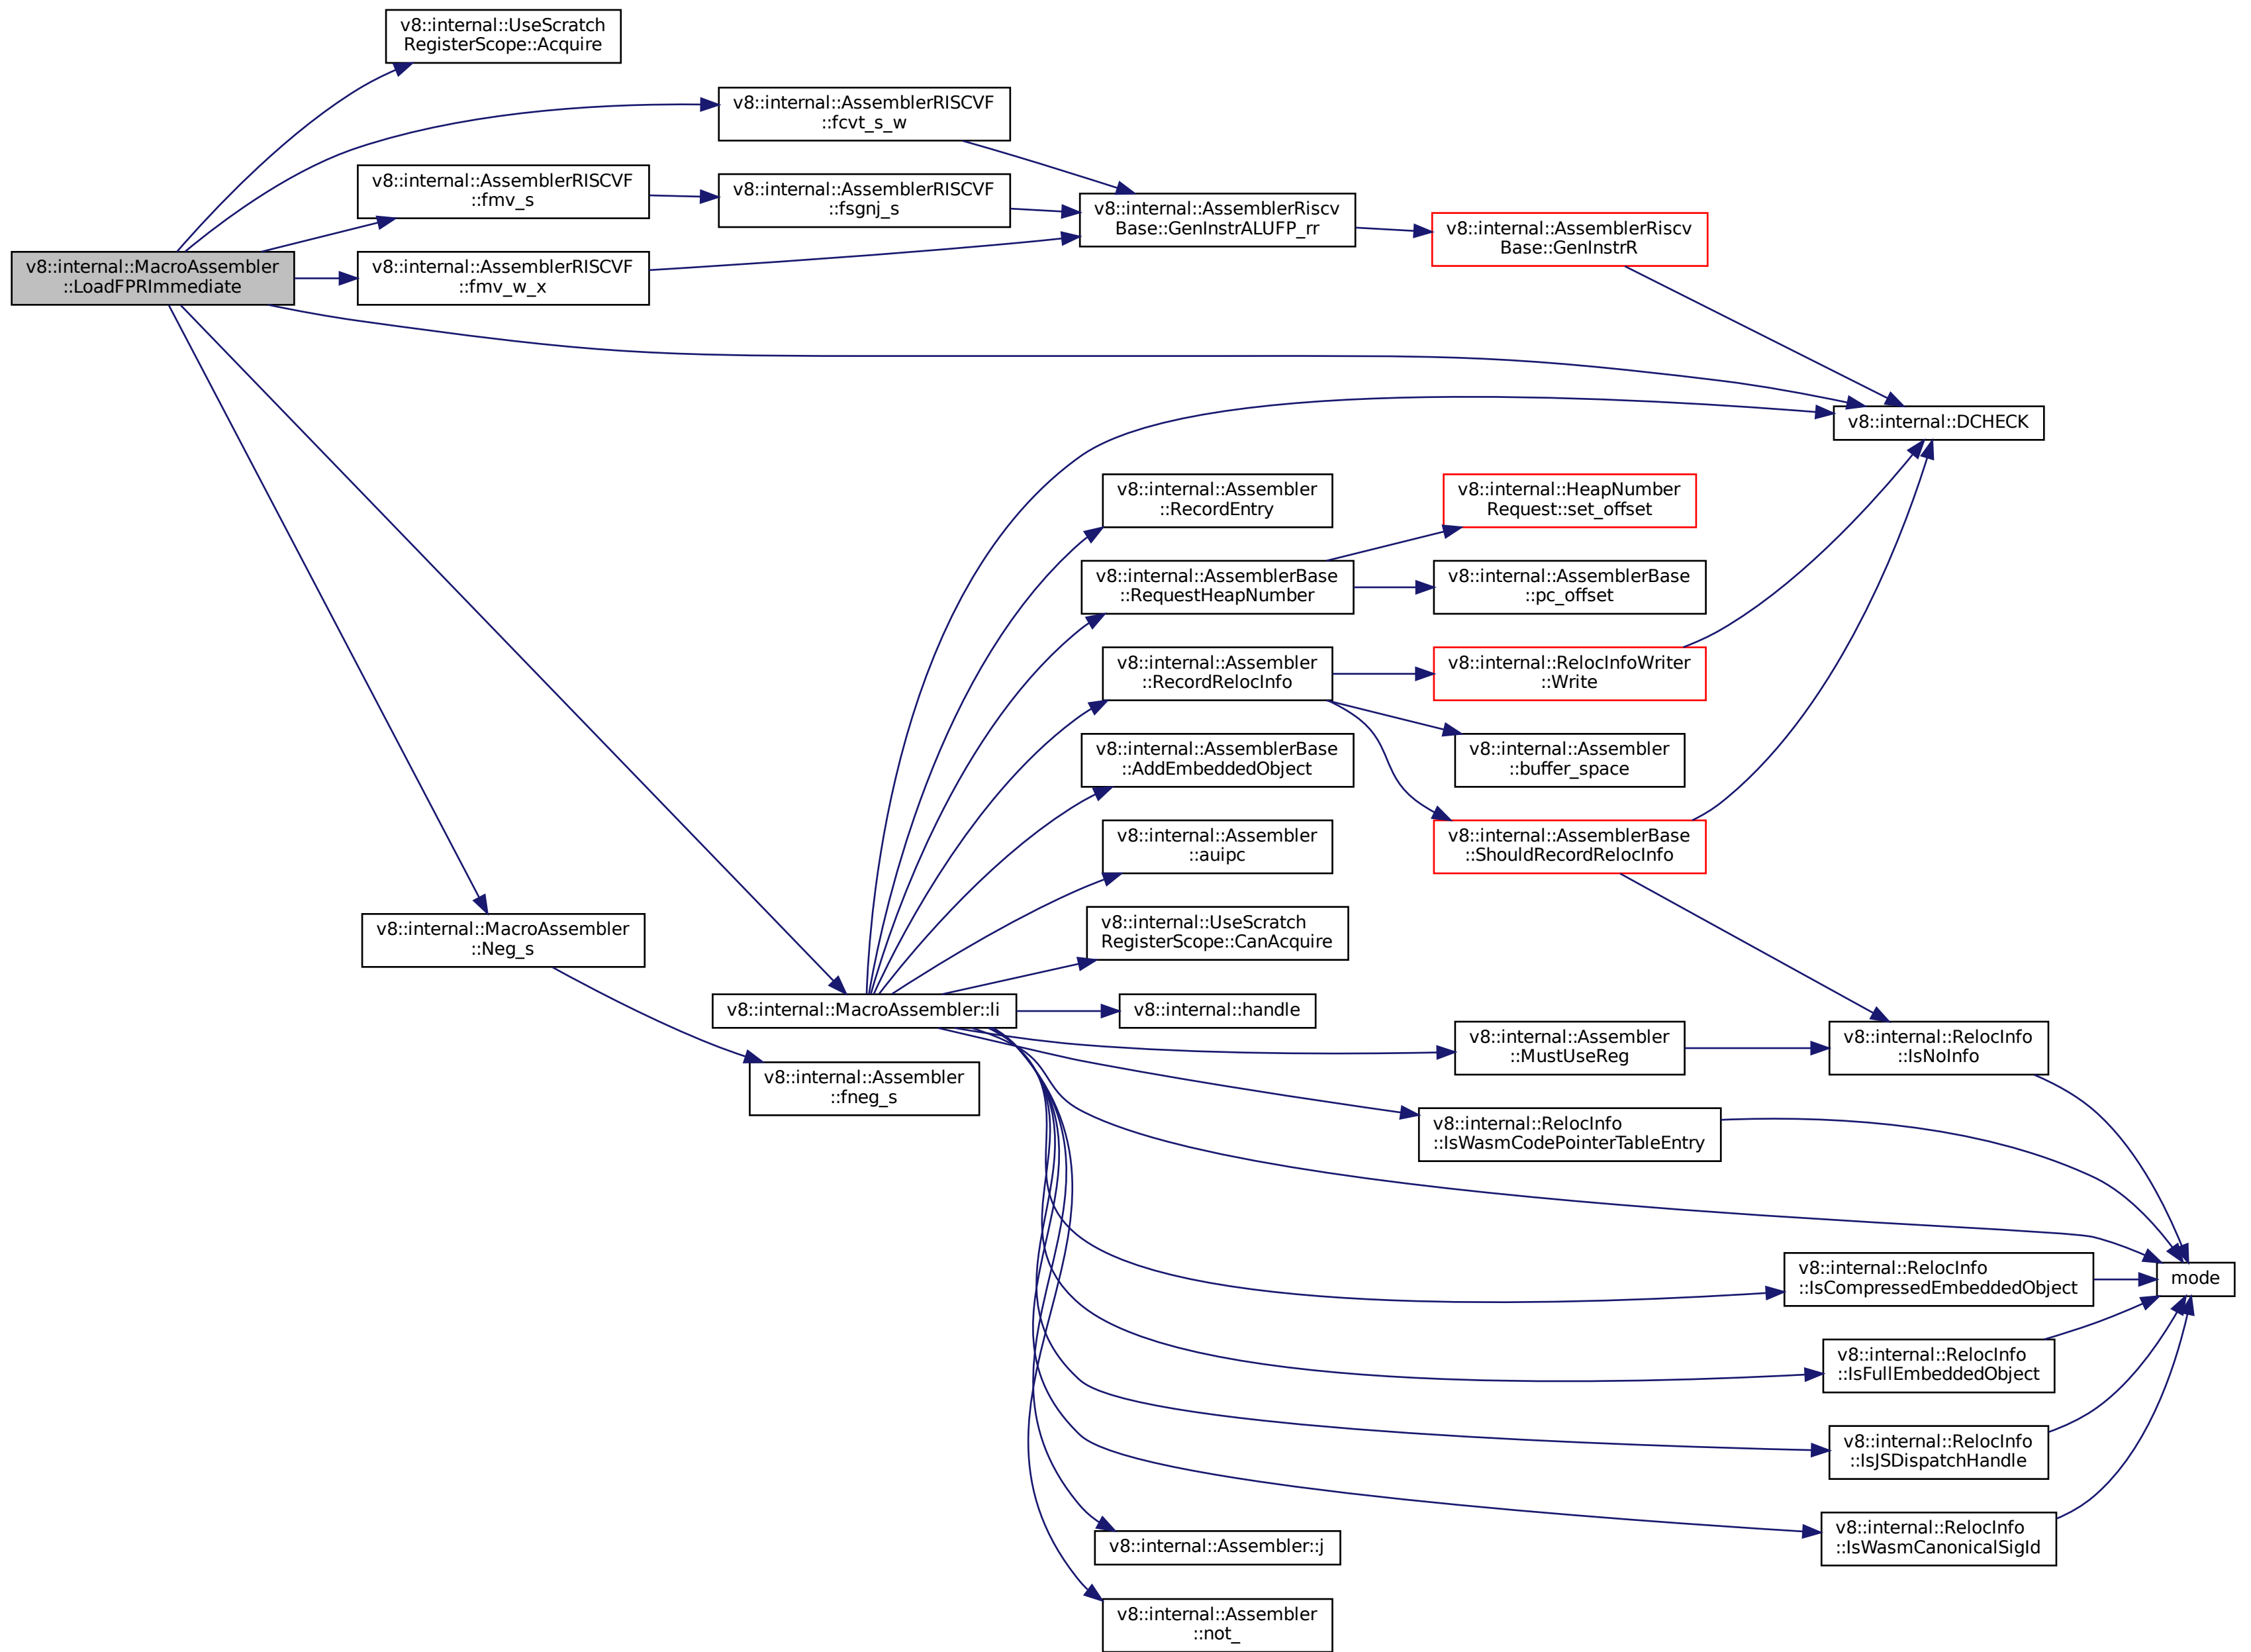 v8::internal::UseScratch
RegisterScope::Acquire
v8::internal::AssemblerRISCVF
::fcvt_s_w
v8::internal::AssemblerRISCVF
::fmv_s
v8::internal::AssemblerRISCVF
::fsgnj_s
v8::internal::AssemblerRiscv
Base::GenInstrALUFP_rr
v8::internal::AssemblerRiscv
Base::GenInstrR
v8::internal::MacroAssembler
::LoadFPRImmediate
v8::internal::AssemblerRISCVF
::fmv_w_x
v8::internal::DCHECK
v8::internal::Assembler
::RecordEntry
v8::internal::HeapNumber
Request::set_offset
v8::internal::AssemblerBase
::RequestHeapNumber
v8::internal::AssemblerBase
::pc_offset
v8::internal::Assembler
::RecordRelocInfo
v8::internal::RelocInfoWriter
::Write
v8::internal::AssemblerBase
::AddEmbeddedObject
v8::internal::Assembler
::buffer_space
v8::internal::Assembler
::auipc
v8::internal::AssemblerBase
::ShouldRecordRelocInfo
v8::internal::MacroAssembler
::Neg_s
v8::internal::UseScratch
RegisterScope::CanAcquire
v8::internal::MacroAssembler::li
v8::internal::handle
v8::internal::Assembler
::MustUseReg
v8::internal::RelocInfo
::IsNoInfo
v8::internal::Assembler
::fneg_s
v8::internal::RelocInfo
::IsWasmCodePointerTableEntry
v8::internal::RelocInfo
::IsCompressedEmbeddedObject
mode
v8::internal::RelocInfo
::IsFullEmbeddedObject
v8::internal::RelocInfo
::IsJSDispatchHandle
v8::internal::RelocInfo
::IsWasmCanonicalSigId
v8::internal::Assembler::j
v8::internal::Assembler
::not_